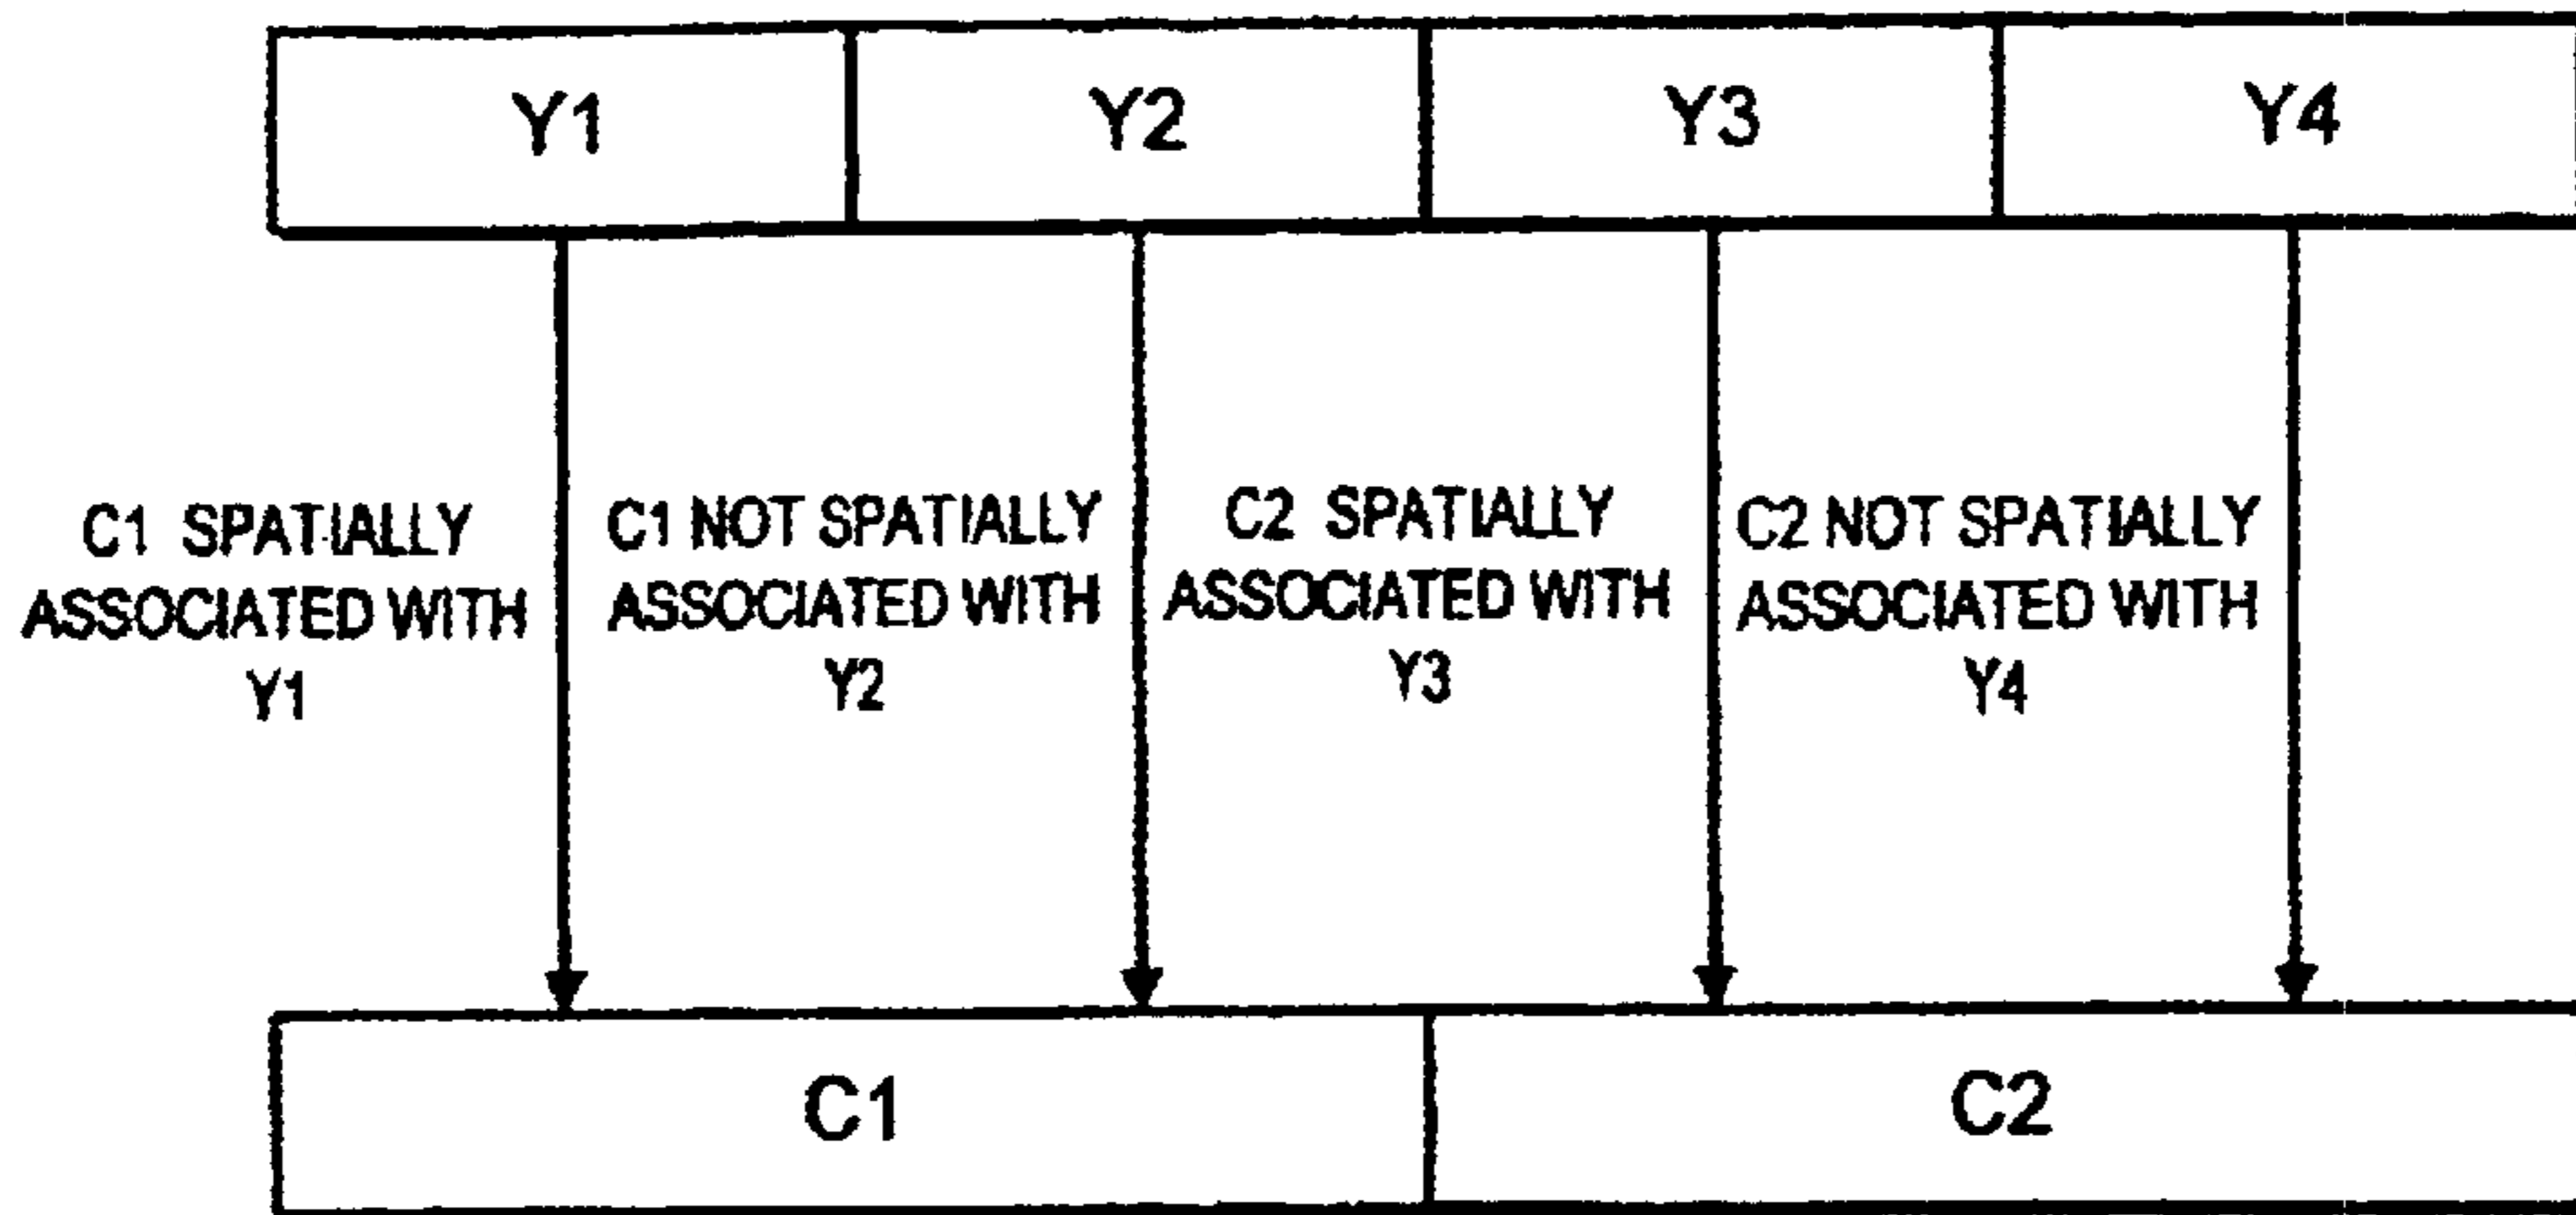 Y1
Y2
Y3
Y4
C1 SPATIALLY
ASSOCIATED WITH
Y1
C1 NOT SPATIALLY
ASSOCIATED WITH
Y2
C2 SPATIALLY
ASSOCIATED WITH
Y3
C2 NOT SPATIALLY
ASSOCIATED WITH
Y4
C1
C2